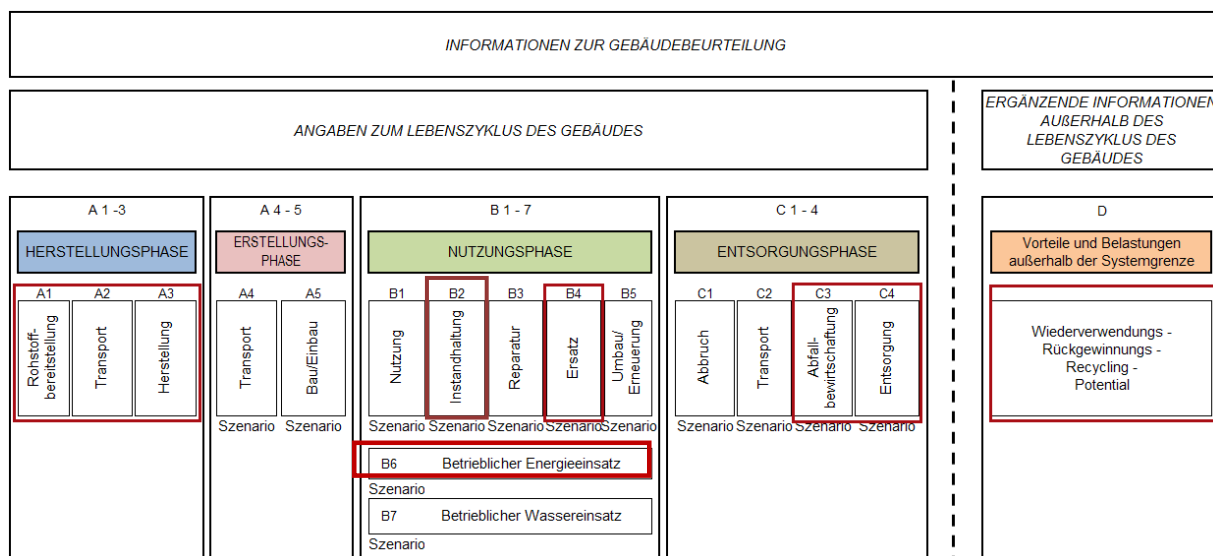 INFORMATIONEN ZUR GEBÄUDEBEURTEILUNG
ANGABEN ZUM LEBENSZYKLUS DES GEBÄUDES
ERGÄNZENDE INFORMATIONEN
AUßERHALB DES
LEBENSZYKLUS DES
GEBÄUDES
A 1 -3
HERSTELLUNGSPHASE
A1
A2
A3
Rohstoff-
bereitstellung
Transport
Herstellung
A 4 - 5
ERSTELLUNGS-
PHASE
A4
A5
Transport
Bau/Einbau
Szenario
Szenario
B 1 - 7
NUTZUNGSPHASE
B1
B2
B3
B4
B5
Nutzung
Instandhaltung
Reparatur
Ersatz
Umbau/
Erneuerung
Szenario
Szenario
Szenario
Szenario
Szenario
B6 Betrieblicher Energieeinsatz
Szenario
B7 Betrieblicher Wassereinsatz
Szenario
C 1 - 4
ENTSORGUNGSPHASE
C1
C2
C3
C4
Abbruch
Transport
Abfall-
bewirtschaftung
Entsorgung
Szenario
Szenario
Szenario
Szenario
D
Vorteile und Belastungen
außerhalb der Systemgrenze
Wiederverwendungs -
Rückgewinnungs -
Recycling -
Potential